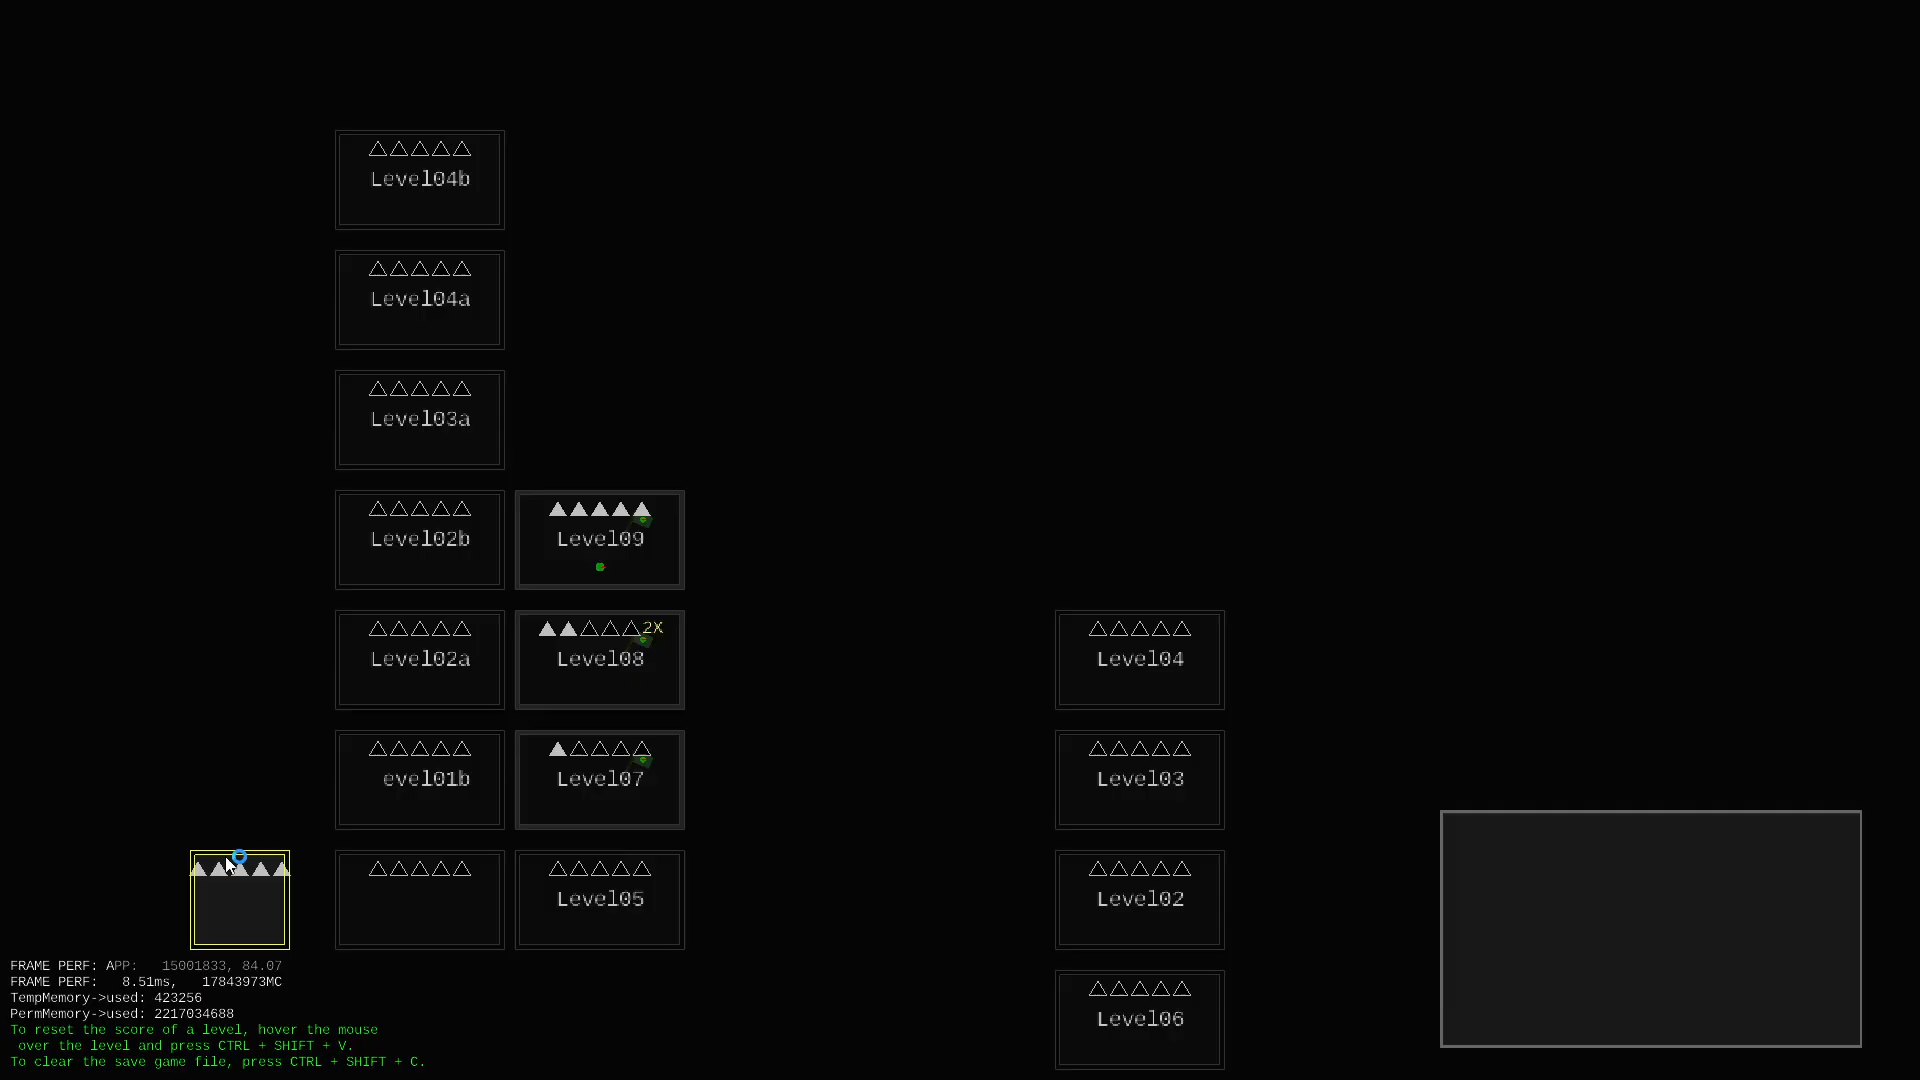 Level04b
Level04a
Level03a
Level02b
Level09
Level02a
2X
Level08
Level04
evel01b
Level07
Level03
Level05
Level02
Level06
FRAME PERF: APP:   15001833, 84.07
FRAME PERF:   8.51ms,   17843973MC
TempMemory->used: 423256
PermMemory->used: 2217034688
To reset the score of a level, hover the mouse
over the level and press CTRL + SHIFT + V.
To clear the save game file, press CTRL + SHIFT + C.